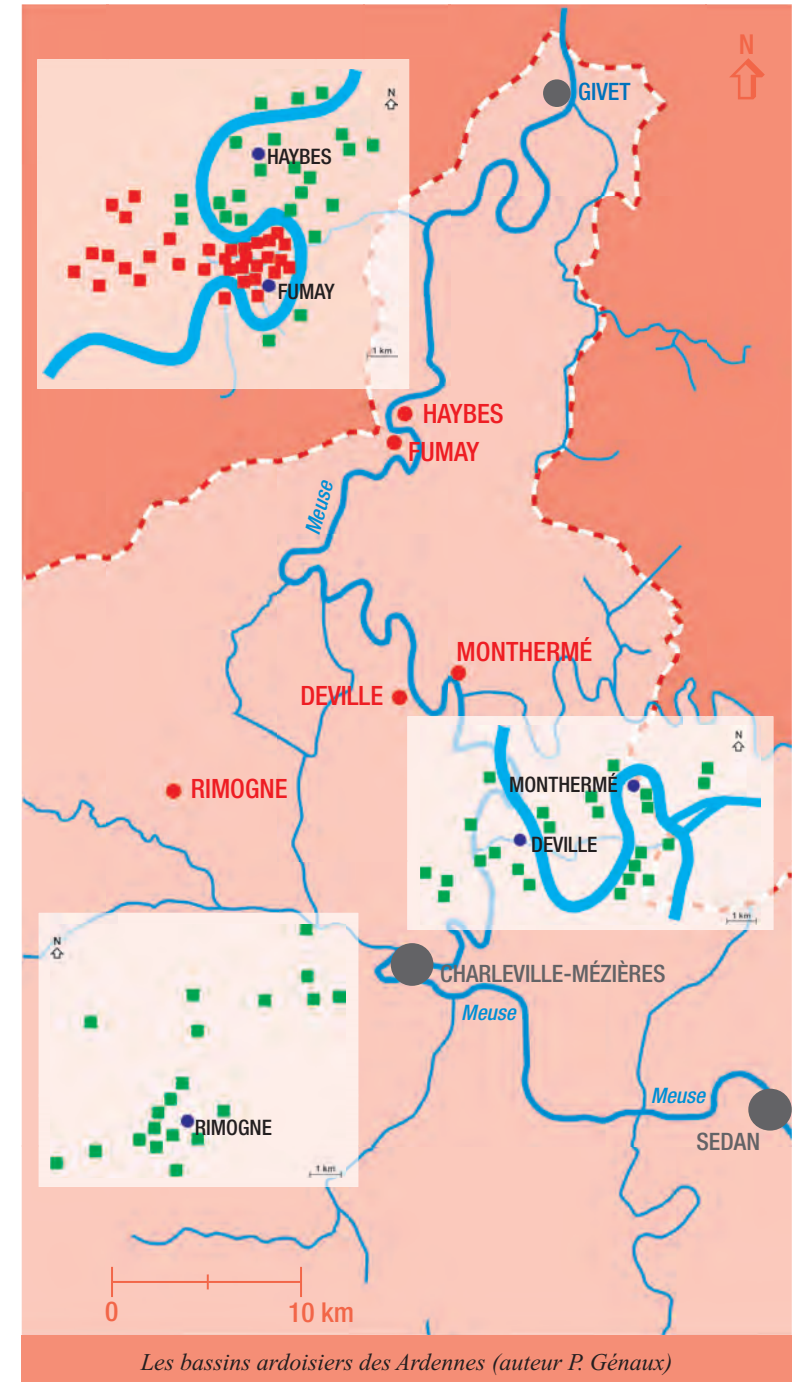 N
GIVET
N
HAYBES
FUMAY
1 km
HAYBES
FUMAY
Meuse
MONTHERMÉ
DEVILLE
RIMOGNE
N
MONTHERMÉ
DEVILLE
1 km
N
RIMOGNE
1 km
CHARLEVILLE-MÉZIÈRES
Meuse
Meuse
SEDAN
0 10 km
Les bassins ardoisiers des Ardennes (auteur P. Génaux)